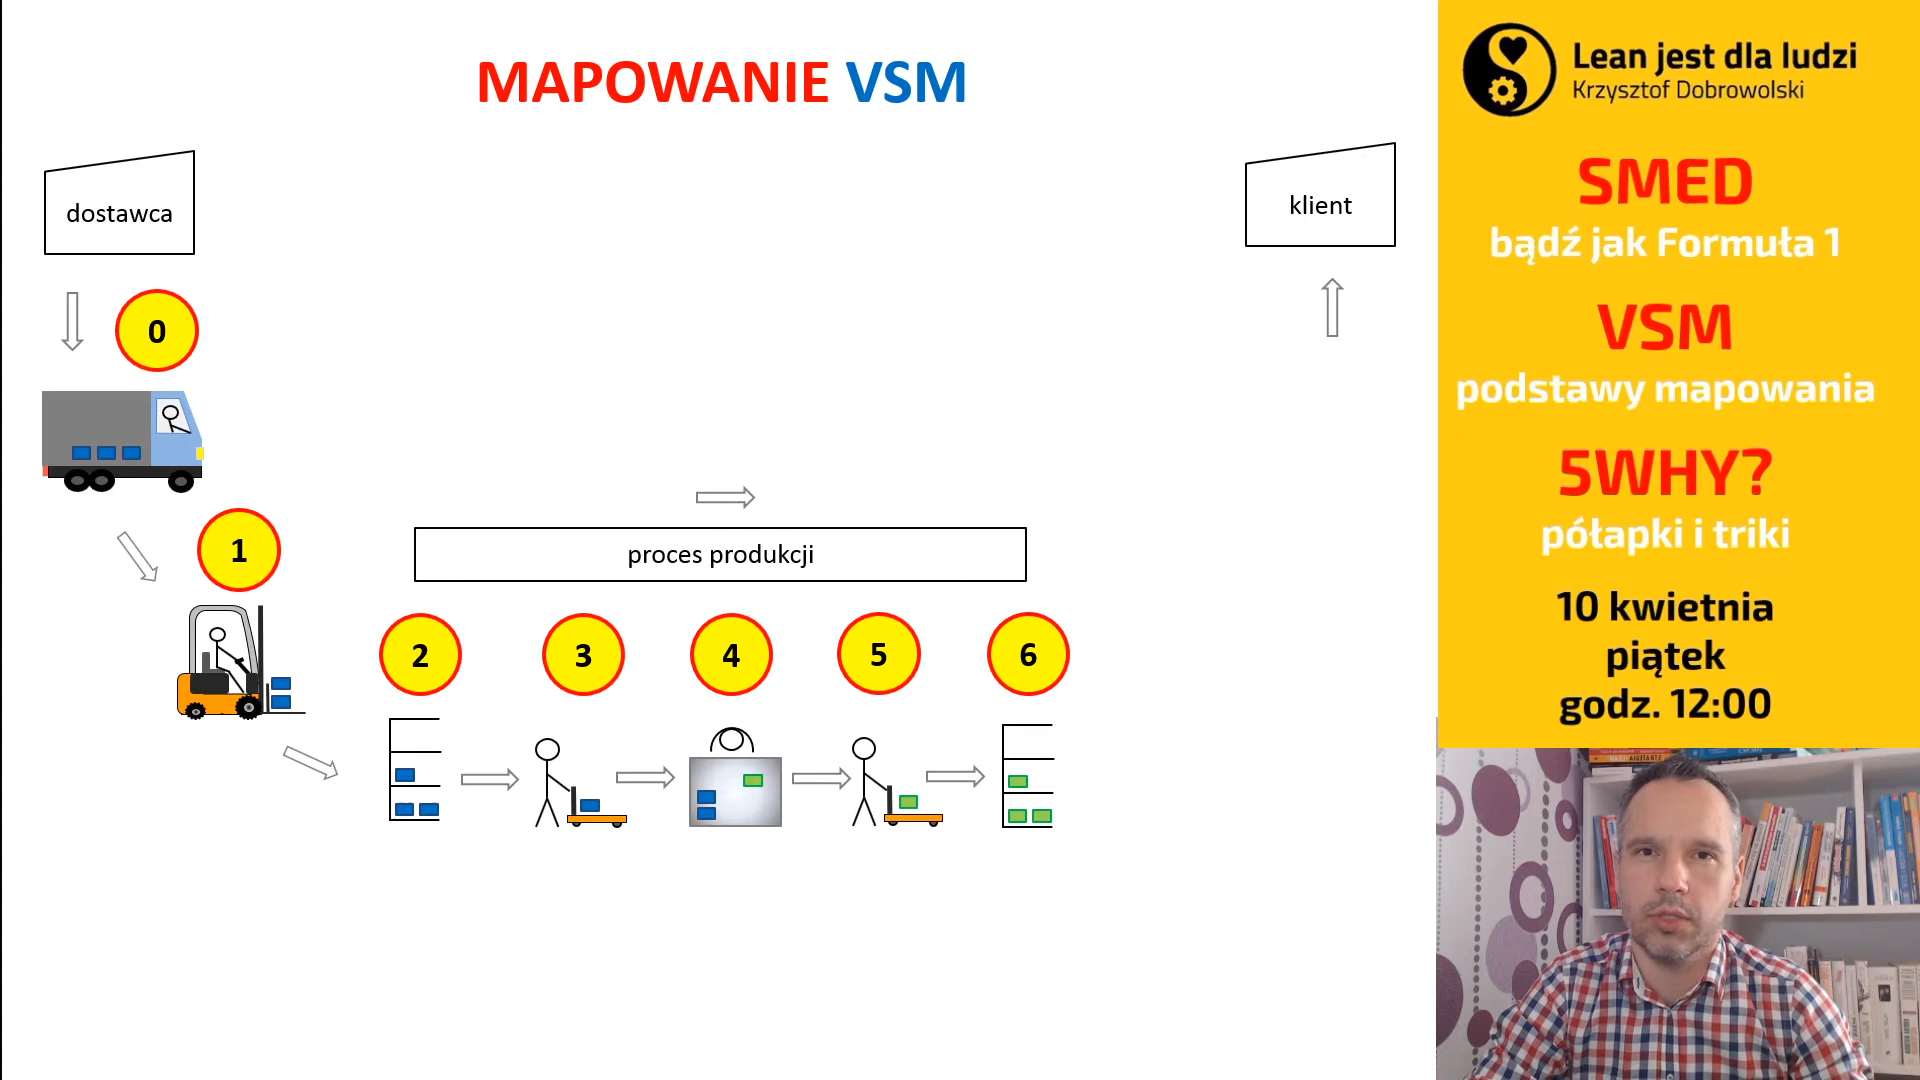 MAPOWANIE VSM
dostawca
klient
0
1
proces produkcji
2
3
4
5
6
Lean jest dla ludzi
Krzysztof Dobrowolski
SMED
bądź jak Formuła 1
VSM
podstawy mapowania
5WHY?
półapki i triki
10 kwietnia
piątek
godz. 12:00